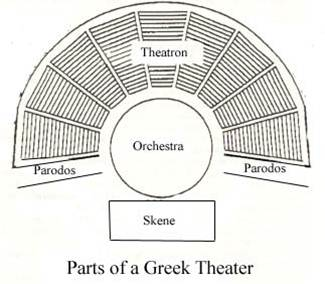 Theatron
Orchestra
Parodos
Parodos
Skene
Parts of a Greek Theater